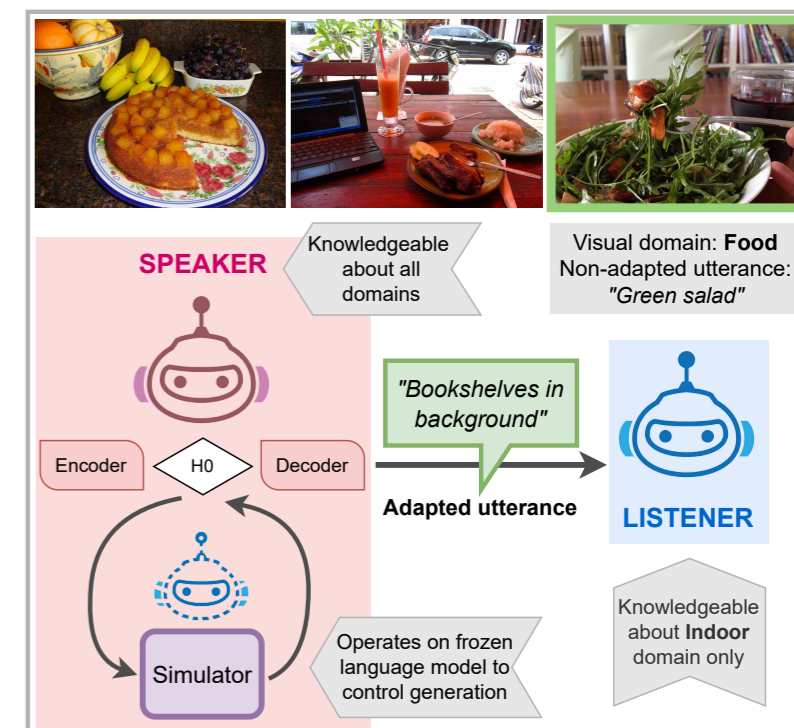 SPEAKER
Knowledgeable
about all
domains
Visual domain: Food
Non-adapted utterance:
"Green salad"
Encoder
H0
Decoder
"Bookshelves in
background"
Adapted utterance
LISTENER
Simulator
Operates on frozen
language model to
control generation
Knowledgeable
about Indoor
domain only